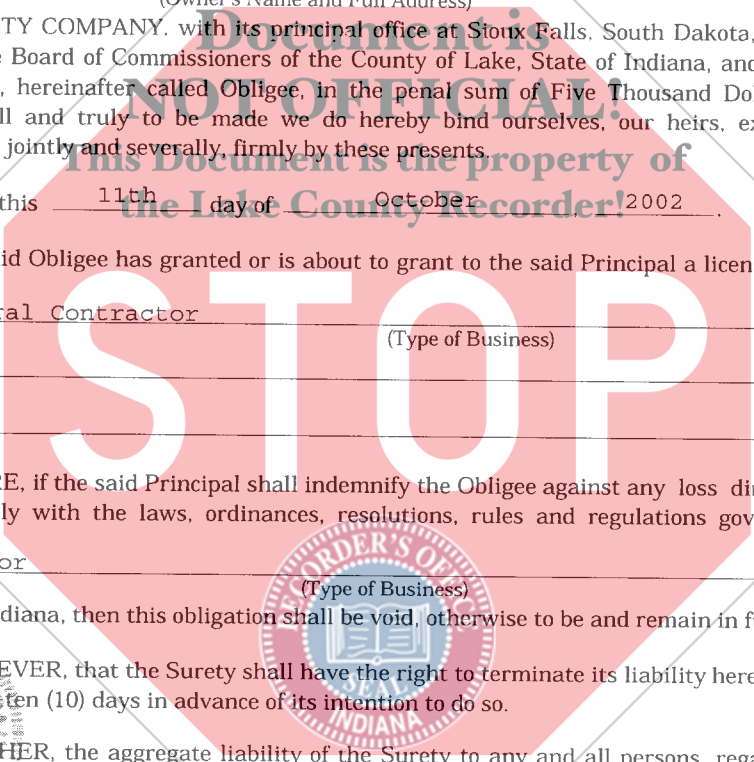 (Owner's Name and Full Address)
TY COMPANY, with its principal office at Sioux Falls, South Dakota,
Document is
Board of Commissioners of the County of Lake, State of Indiana, and
, hereinafter called Obligee, in the penal sum of Five Thousand Do
NOT OFFICIAL!
ll and truly to be made we do hereby bind ourselves, our heirs, ex
jointly and severally, firmly by these presents.
This Document is the property of
this 11th day of October, 2002.
the Lake County Recorder!
id Obligee has granted or is about to grant to the said Principal a licen
ral Contractor
(Type of Business)
STOP
RE, if the said Principal shall indemnify the Obligee against any loss di
ly with the laws, ordinances, resolutions, rules and regulations gov
or
(Type of Business)
ndiana, then this obligation shall be void, otherwise to be and remain in f
EVER, that the Surety shall have the right to terminate its liability here
ten (10) days in advance of its intention to do so.
RECORDER'S OFFICE
SEAL
INDIANA
HER, the aggregate liability of the Surety to any and all persons, rega